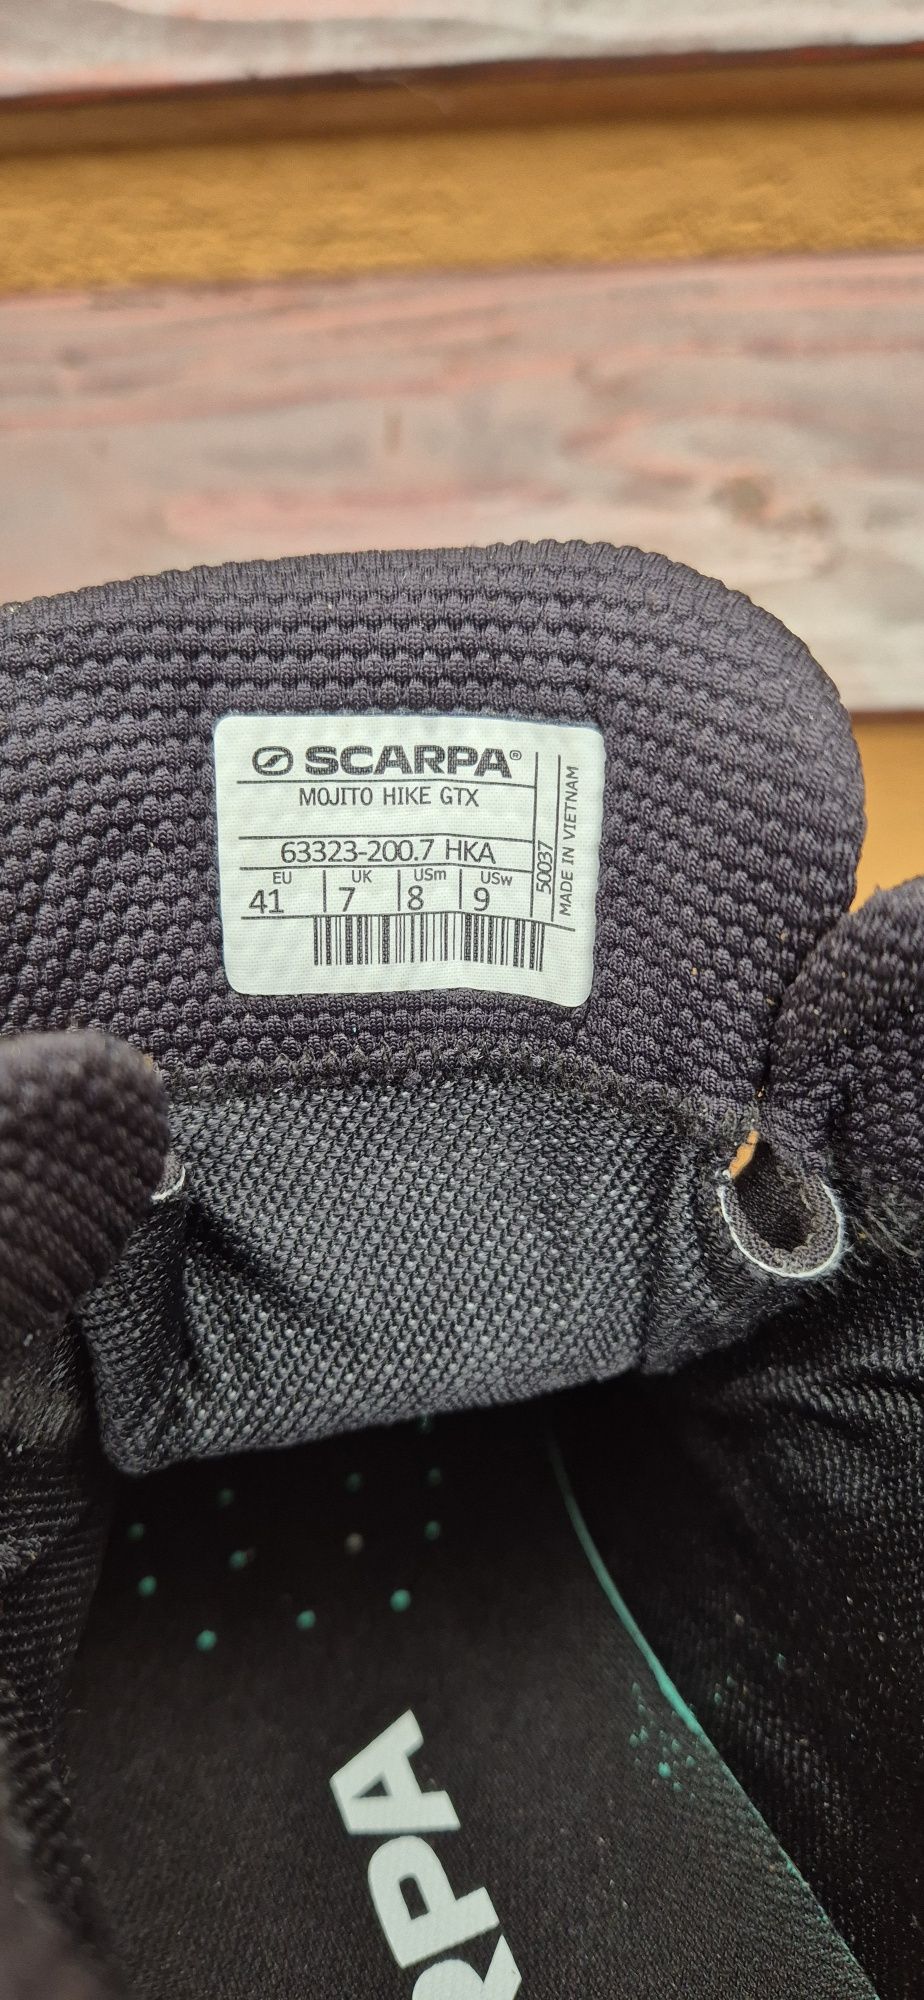 SCARPA®
MOJITO HIKE GTX
63323-200.7 HKA
EU UK USm USw
41 7 8 9
50037
MADE IN VIETNAM
RPA